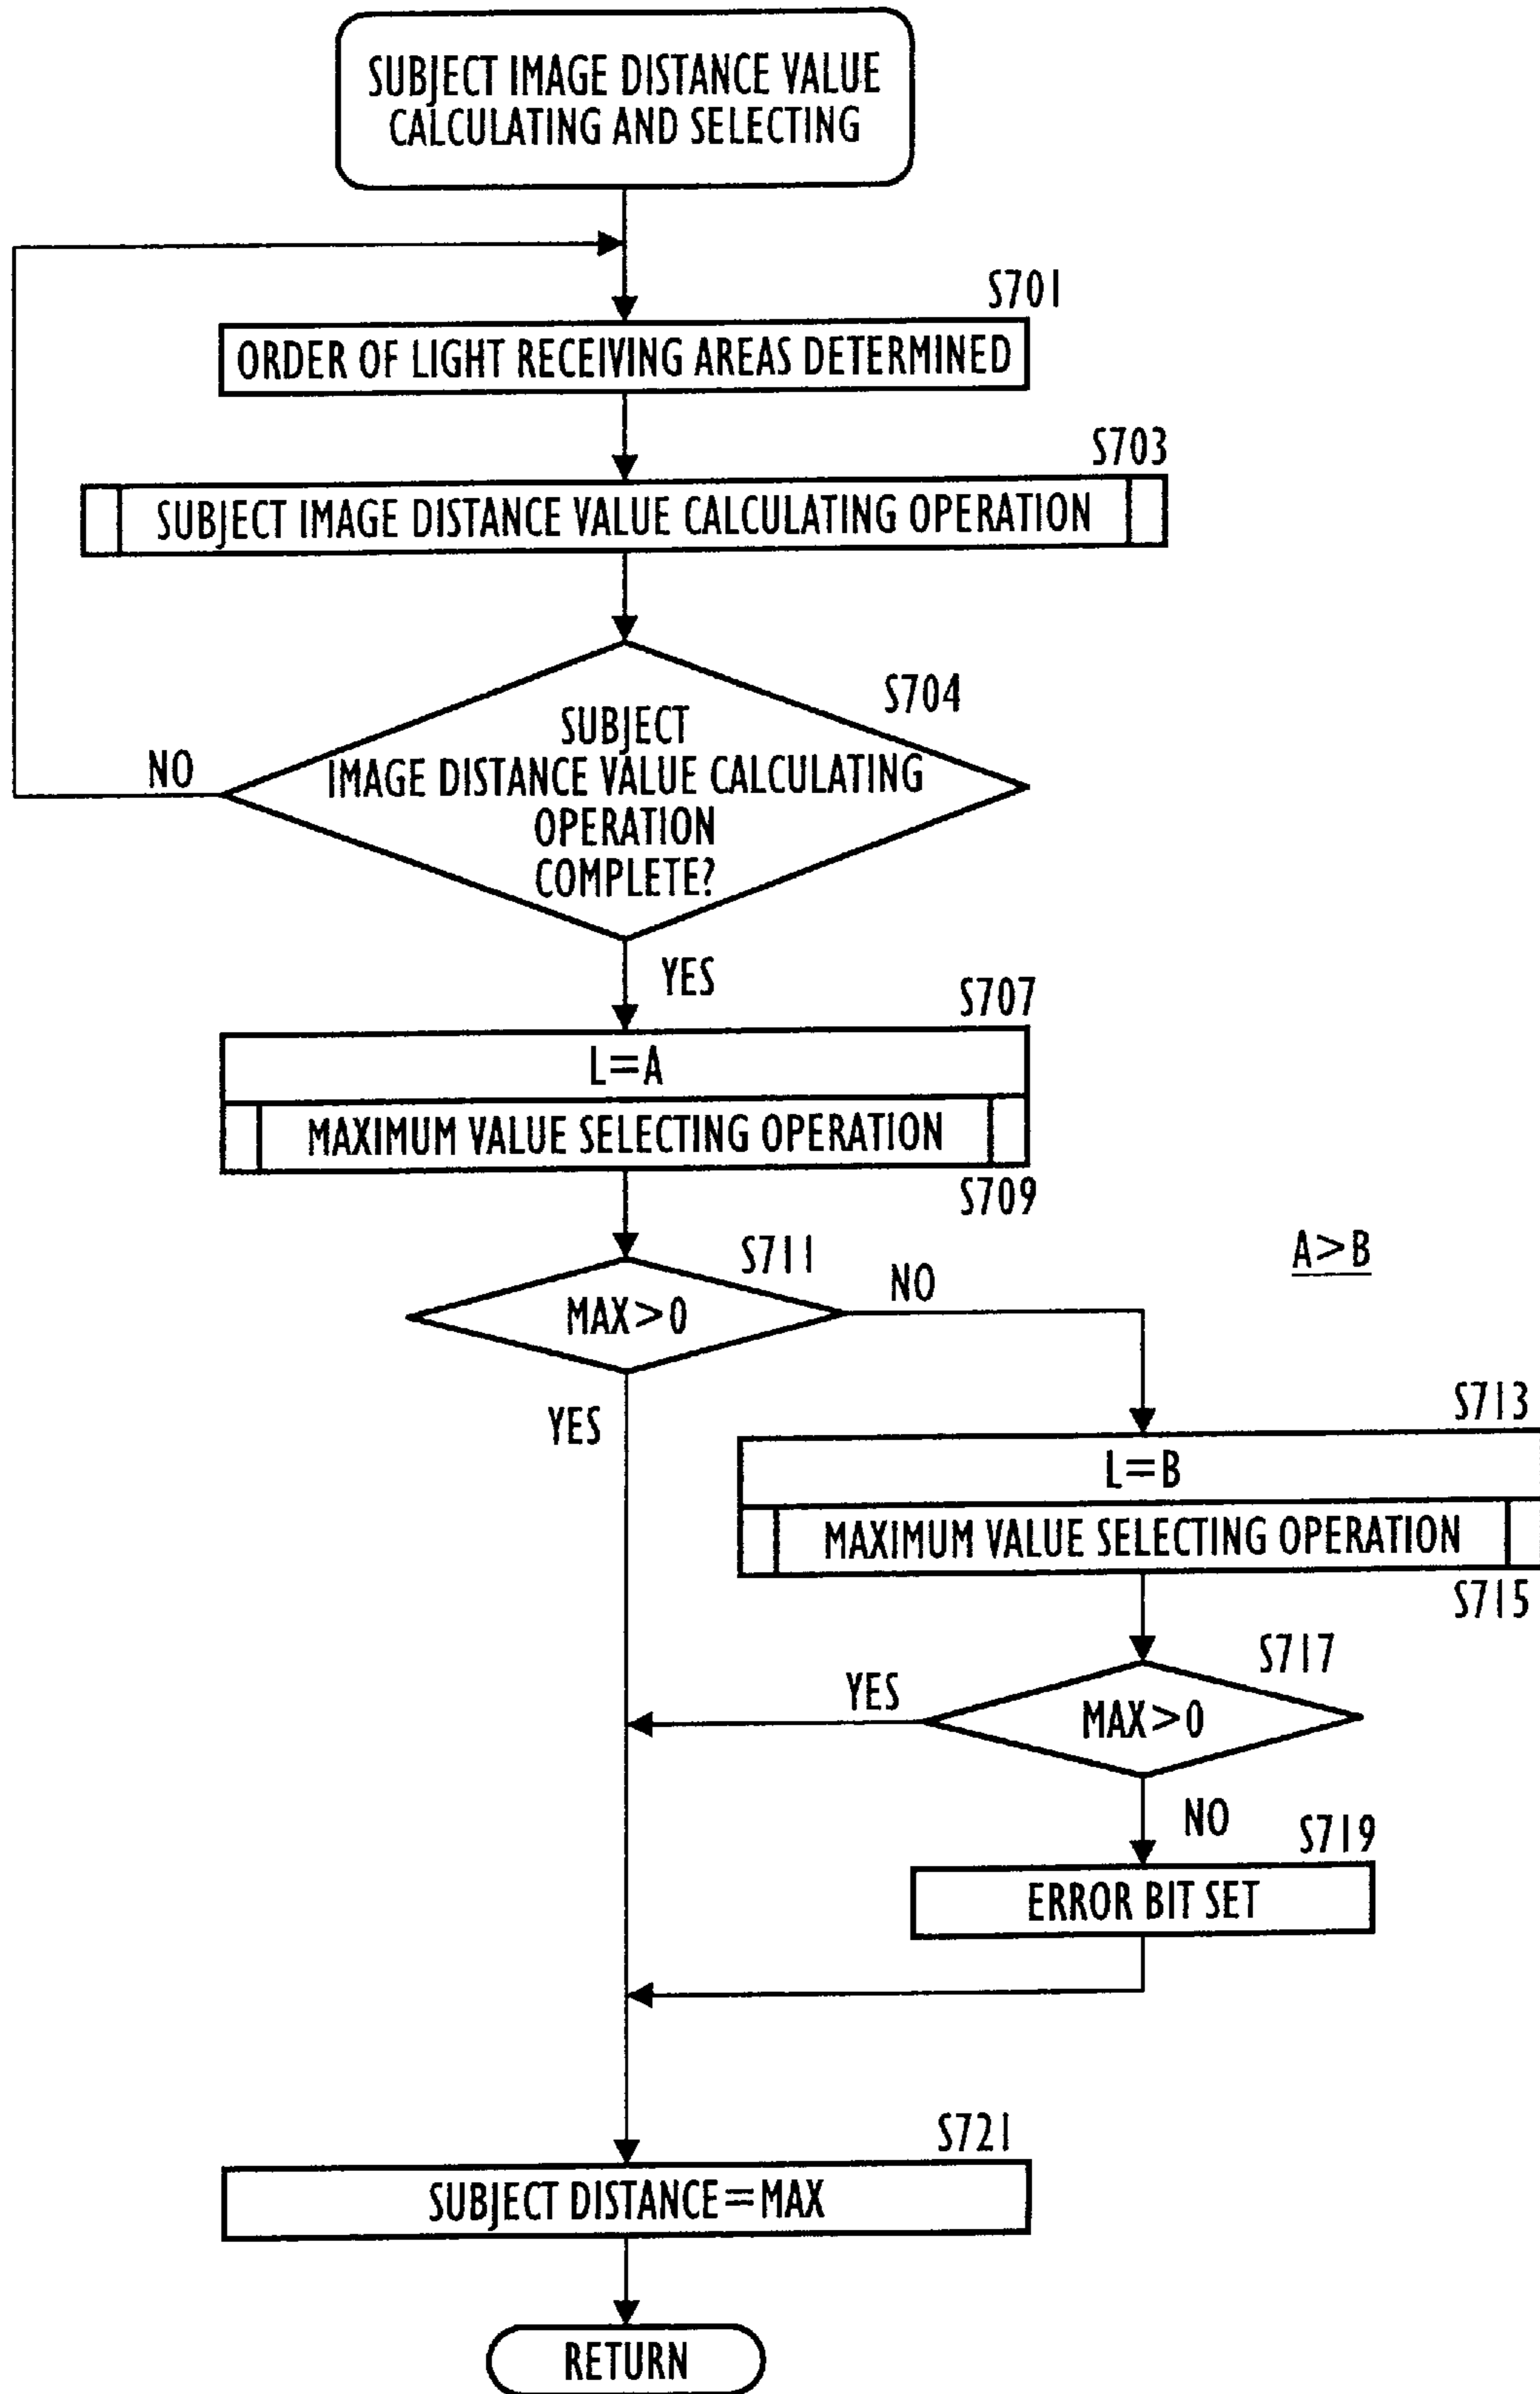 SUBJECT IMAGE DISTANCE VALUE
CALCULATING AND SELECTING
S701
ORDER OF LIGHT RECEIVING AREAS DETERMINED
S703
SUBJECT IMAGE DISTANCE VALUE CALCULATING OPERATION
S704
SUBJECT
IMAGE DISTANCE VALUE CALCULATING
OPERATION
COMPLETE?
NO
YES
S707
L=A
MAXIMUM VALUE SELECTING OPERATION
S709
S711
A>B
MAX>0
NO
YES
S713
L=B
MAXIMUM VALUE SELECTING OPERATION
S715
S717
MAX>0
YES
NO
S719
ERROR BIT SET
S721
SUBJECT DISTANCE=MAX
RETURN